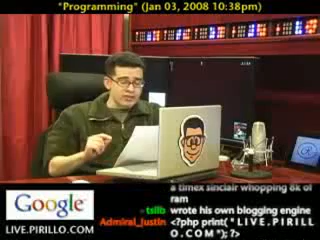 "Programming" (Jan 03, 2008 10:38pm)
a timex sinclair whopping 8k of
ram
tsilb wrote his own blogging engine
Google
Admiral_Justin <?php print("LIVE.PIRILL
LIVE.PIRILLO.COM
O.COM"); ?>